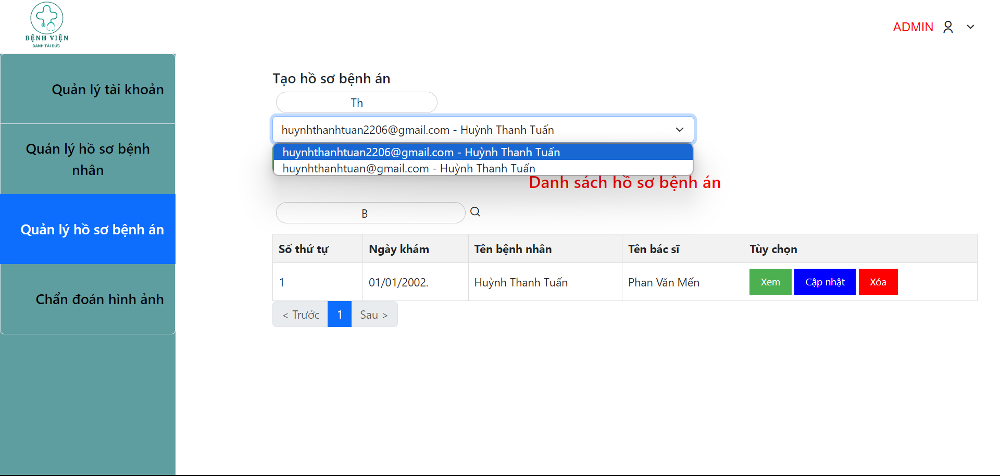 BỆNH VIỆN
DANH TÀI ĐỨC
ADMIN
Quản lý tài khoản
Quản lý hồ sơ bệnh
nhân
Quản lý hồ sơ bệnh án
Chẩn đoán hình ảnh
Tạo hồ sơ bệnh án
Th
huynhthanhtuan2206@gmail.com - Huỳnh Thanh Tuấn
huynhthanhtuan2206@gmail.com - Huỳnh Thanh Tuấn
huynhthanhtuan@gmail.com - Huỳnh Thanh Tuấn
Danh sách hồ sơ bệnh án
B
Số thứ tự Ngày khám Tên bệnh nhân Tên bác sĩ Tùy chọn
1 01/01/2002. Huỳnh Thanh Tuấn Phan Văn Mến Xem Cập nhật Xóa
< Trước 1 Sau >